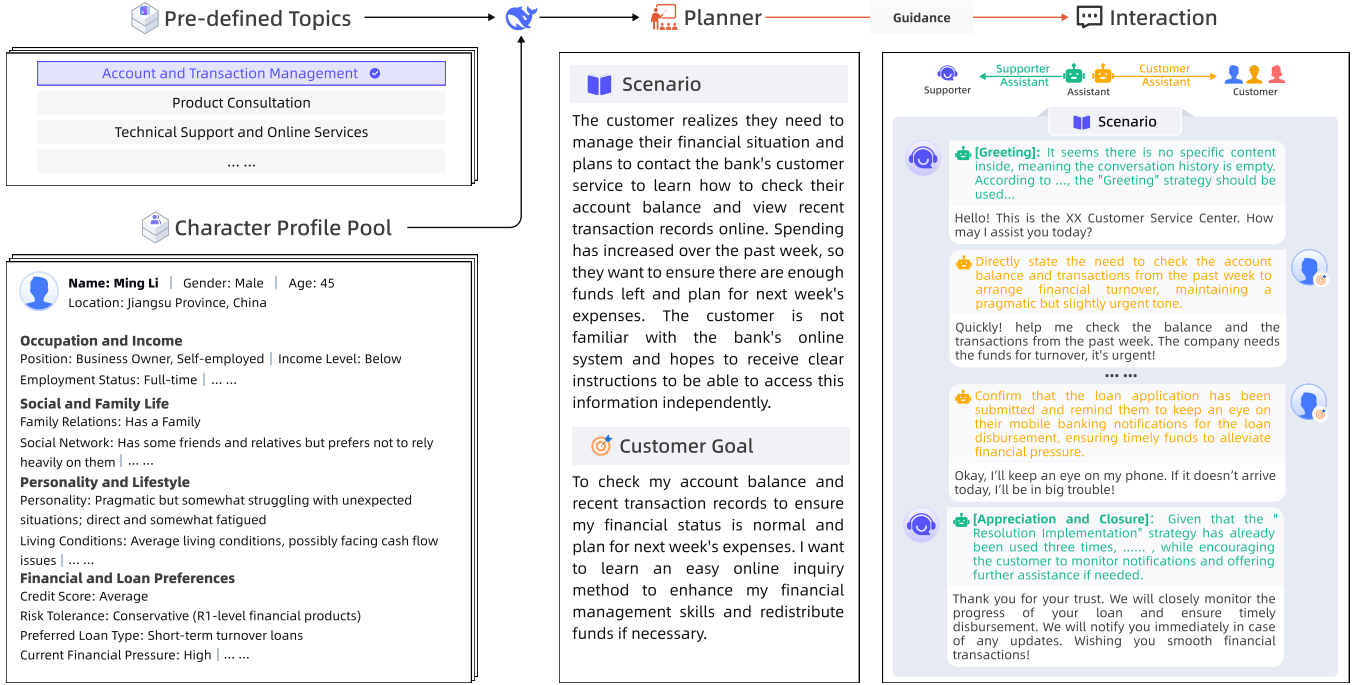 Pre-defined Topics
Planner
Guidance
Interaction
Account and Transaction Management
Product Consultation
Technical Support and Online Services
... ...
Character Profile Pool
Name: Ming Li | Gender: Male | Age: 45
Location: Jiangsu Province, China
Occupation and Income
Position: Business Owner, Self-employed | Income Level: Below
Employment Status: Full-time | ... ...
Social and Family Life
Family Relations: Has a Family
Social Network: Has some friends and relatives but prefers not to rely
heavily on them | ... ...
Personality and Lifestyle
Personality: Pragmatic but somewhat struggling with unexpected
situations; direct and somewhat fatigued
Living Conditions: Average living conditions, possibly facing cash flow
issues | ... ...
Financial and Loan Preferences
Credit Score: Average
Risk Tolerance: Conservative (R1-level financial products)
Preferred Loan Type: Short-term turnover loans
Current Financial Pressure: High | ... ...
Scenario
The customer realizes they need to
manage their financial situation and
plans to contact the bank's customer
service to learn how to check their
account balance and view recent
transaction records online. Spending
has increased over the past week, so
they want to ensure there are enough
funds left and plan for next week's
expenses. The customer is not
familiar with the bank's online
system and hopes to receive clear
instructions to be able to access this
information independently.
Customer Goal
To check my account balance and
recent transaction records to ensure
my financial status is normal and
plan for next week's expenses. I want
to learn an easy online inquiry
method to enhance my financial
management skills and redistribute
funds if necessary.
Supporter
Supporter
Assistant
Assistant
Customer
Assistant
Customer
Scenario
[Greeting]: It seems there is no specific content
inside, meaning the conversation history is empty.
According to ..., the "Greeting" strategy should be
used...
Hello! This is the XX Customer Service Center. How
may I assist you today?
Directly state the need to check the account
balance and transactions from the past week to
arrange financial turnover, maintaining a
pragmatic but slightly urgent tone.
Quickly! help me check the balance and the
transactions from the past week. The company needs
the funds for turnover, it's urgent!
... ...
Confirm that the loan application has been
submitted and remind them to keep an eye on
their mobile banking notifications for the loan
disbursement, ensuring timely funds to alleviate
financial pressure.
Okay, I’ll keep an eye on my phone. If it doesn’t arrive
today, I’ll be in big trouble!
[Appreciation and Closure]: Given that the "
Resolution Implementation" strategy has already
been used three times, ...... , while encouraging
the customer to monitor notifications and offering
further assistance if needed.
Thank you for your trust. We will closely monitor the
progress of your loan and ensure timely
disbursement. We will notify you immediately in case
of any updates. Wishing you smooth financial
transactions!